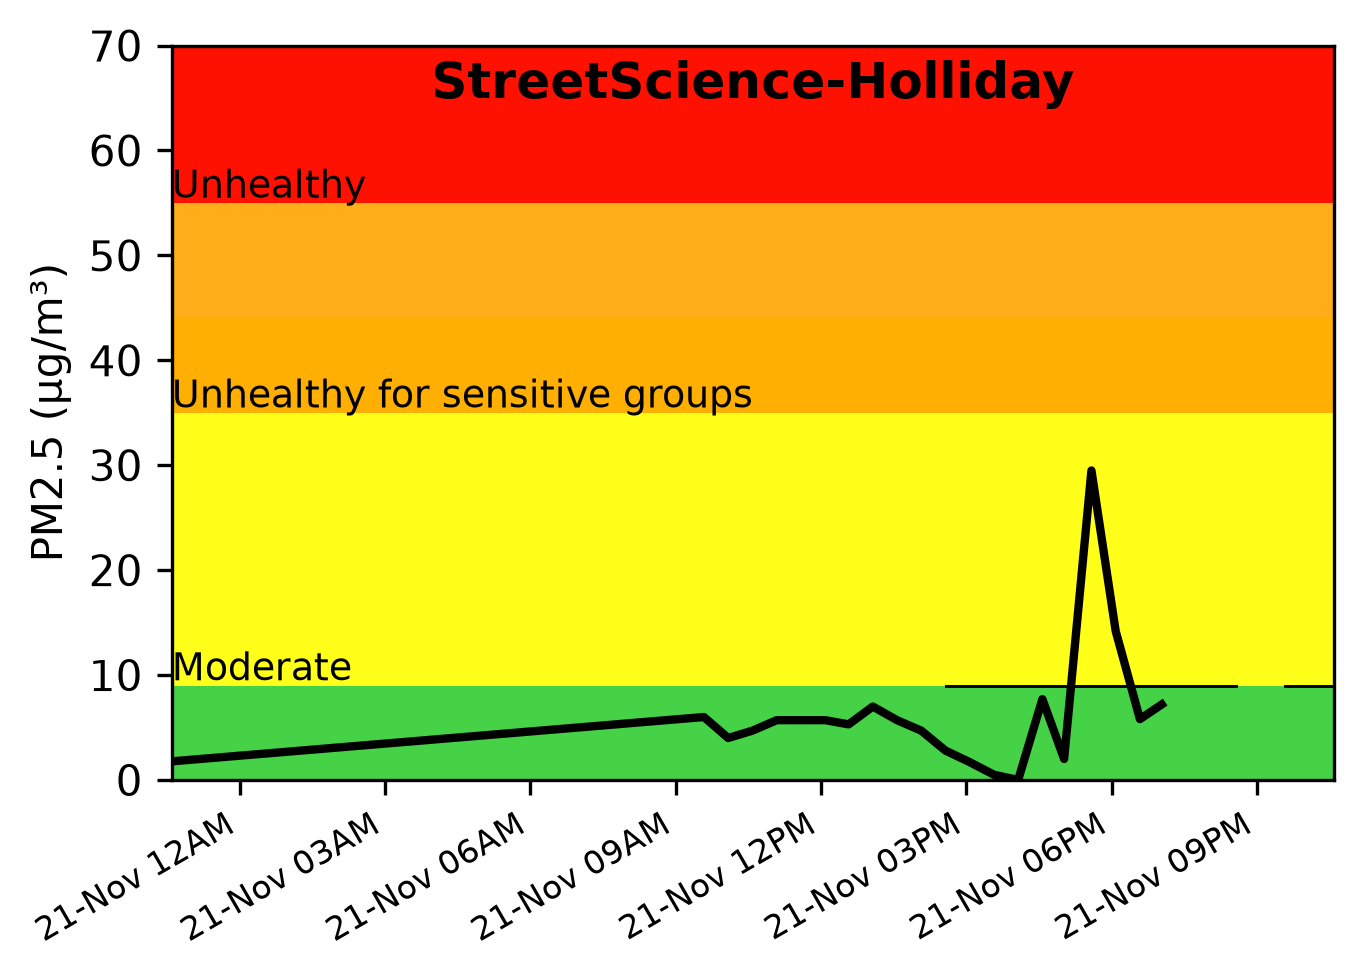 StreetScience-Holliday
PM2.5 (µg/m³)
70
60
50
40
30
20
10
0
Unhealthy
Unhealthy for sensitive groups
Moderate
21-Nov 12AM
21-Nov 03AM
21-Nov 06AM
21-Nov 09AM
21-Nov 12PM
21-Nov 03PM
21-Nov 06PM
21-Nov 09PM